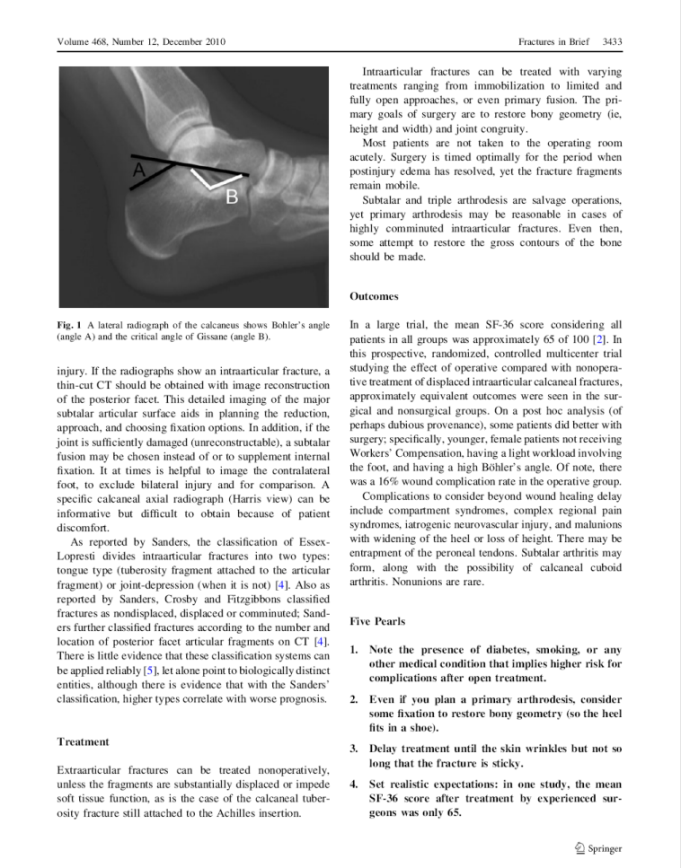 Volume 468, Number 12, December 2010
Fractures in Brief 3433
A
B
Fig. 1 A lateral radiograph of the calcaneus shows Bohler's angle
(angle A) and the critical angle of Gissane (angle B).
injury. If the radiographs show an intraarticular fracture, a
thin-cut CT should be obtained with image reconstruction
of the posterior facet. This detailed imaging of the major
subtalar articular surface aids in planning the reduction,
approach, and choosing fixation options. In addition, if the
joint is sufficiently damaged (unreconstructable), a subtalar
fusion may be chosen instead of or to supplement internal
fixation. It at times is helpful to image the contralateral
foot, to exclude bilateral injury and for comparison. A
specific calcaneal axial radiograph (Harris view) can be
informative but difficult to obtain because of patient
discomfort.
As reported by Sanders, the classification of Essex-
Lopresti divides intraarticular fractures into two types:
tongue type (tuberosity fragment attached to the articular
fragment) or joint-depression (when it is not) [4]. Also as
reported by Sanders, Crosby and Fitzgibbons classified
fractures as nondisplaced, displaced or comminuted; Sand-
ers further classified fractures according to the number and
location of posterior facet articular fragments on CT [4].
There is little evidence that these classification systems can
be applied reliably [5], let alone point to biologically distinct
entities, although there is evidence that with the Sanders'
classification, higher types correlate with worse prognosis.
Treatment
Extraarticular fractures can be treated nonoperatively,
unless the fragments are substantially displaced or impede
soft tissue function, as is the case of the calcaneal tuber-
osity fracture still attached to the Achilles insertion.
Intraarticular fractures can be treated with varying
treatments ranging from immobilization to limited and
fully open approaches, or even primary fusion. The pri-
mary goals of surgery are to restore bony geometry (ie,
height and width) and joint congruity.
Most patients are not taken to the operating room
acutely. Surgery is timed optimally for the period when
postinjury edema has resolved, yet the fracture fragments
remain mobile.
Subtalar and triple arthrodesis are salvage operations,
yet primary arthrodesis may be reasonable in cases of
highly comminuted intraarticular fractures. Even then,
some attempt to restore the gross contours of the bone
should be made.
Outcomes
In a large trial, the mean SF-36 score considering all
patients in all groups was approximately 65 of 100 [2]. In
this prospective, randomized, controlled multicenter trial
studying the effect of operative compared with nonopera-
tive treatment of displaced intraarticular calcaneal fractures,
approximately equivalent outcomes were seen in the sur-
gical and nonsurgical groups. On a post hoc analysis (of
perhaps dubious provenance), some patients did better with
surgery; specifically, younger, female patients not receiving
Workers' Compensation, having a light workload involving
the foot, and having a high Böhler's angle. Of note, there
was a 16% wound complication rate in the operative group.
Complications to consider beyond wound healing delay
include compartment syndromes, complex regional pain
syndromes, iatrogenic neurovascular injury, and malunions
with widening of the heel or loss of height. There may be
entrapment of the peroneal tendons. Subtalar arthritis may
form, along with the possibility of calcaneal cuboid
arthritis. Nonunions are rare.
Five Pearls
1. Note the presence of diabetes, smoking, or any
other medical condition that implies higher risk for
complications after open treatment.
2. Even if you plan a primary arthrodesis, consider
some fixation to restore bony geometry (so the heel
fits in a shoe).
3. Delay treatment until the skin wrinkles but not so
long that the fracture is sticky.
4. Set realistic expectations: in one study, the mean
SF-36 score after treatment by experienced sur-
geons was only 65.
Springer